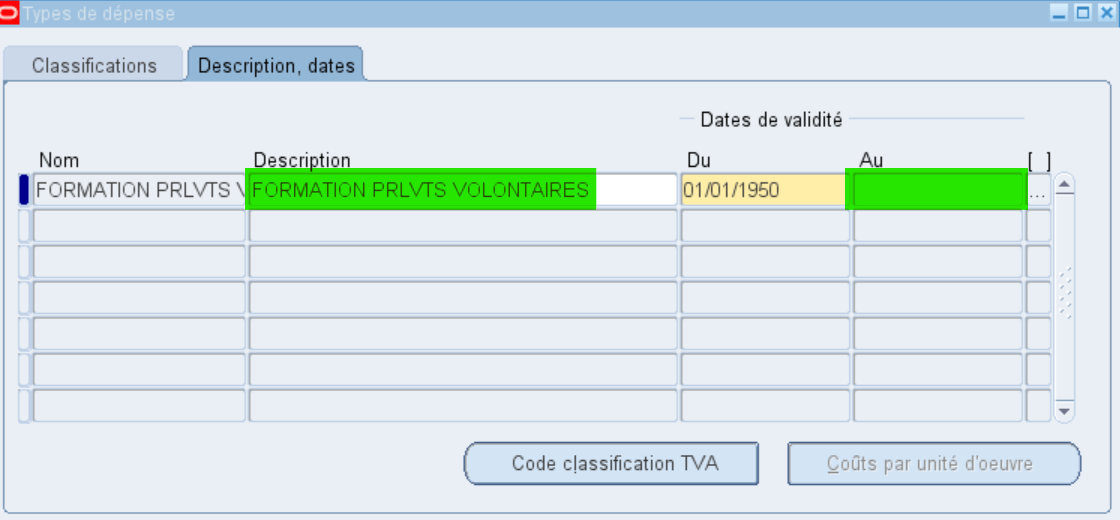 Types de dépense
Classifications Description, dates
Dates de validité
Nom Description Du Au [ ]
FORMATION PRLVTS V FORMATION PRLVTS VOLONTAIRES 01/01/1950 ...
Code classification TVA Coûts par unité d'oeuvre